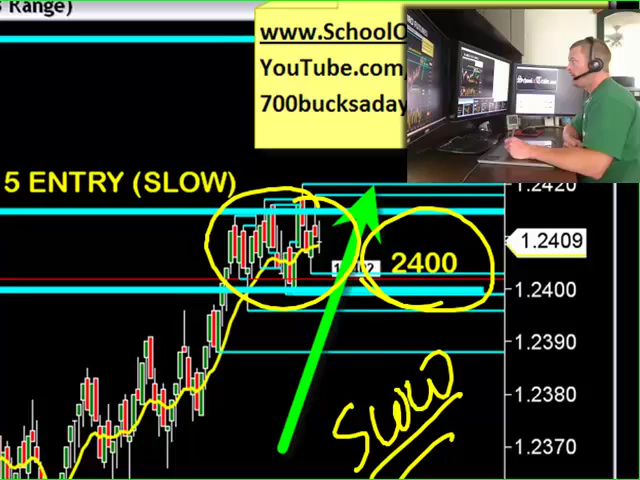 Range)
www.SchoolO
YouTube.com/
700bucksaday
5 ENTRY (SLOW)
1.2420
1.2409
2400
1.2400
1.2390
SLOW
1.2380
1.2370